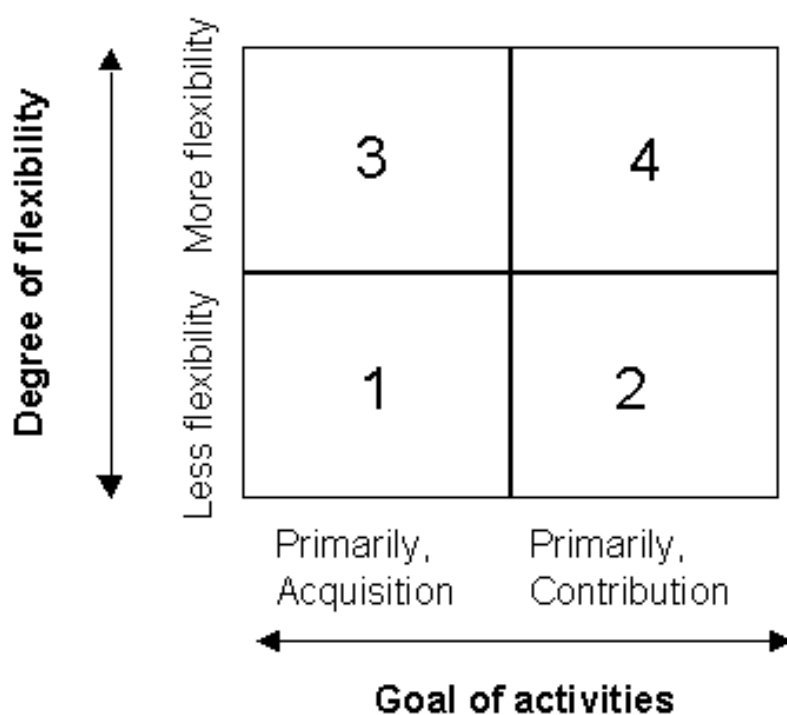 Degree of flexibility
More flexibility
Less flexibility
3
4
1
2
Primarily,
Acquisition
Primarily,
Contribution
Goal of activities